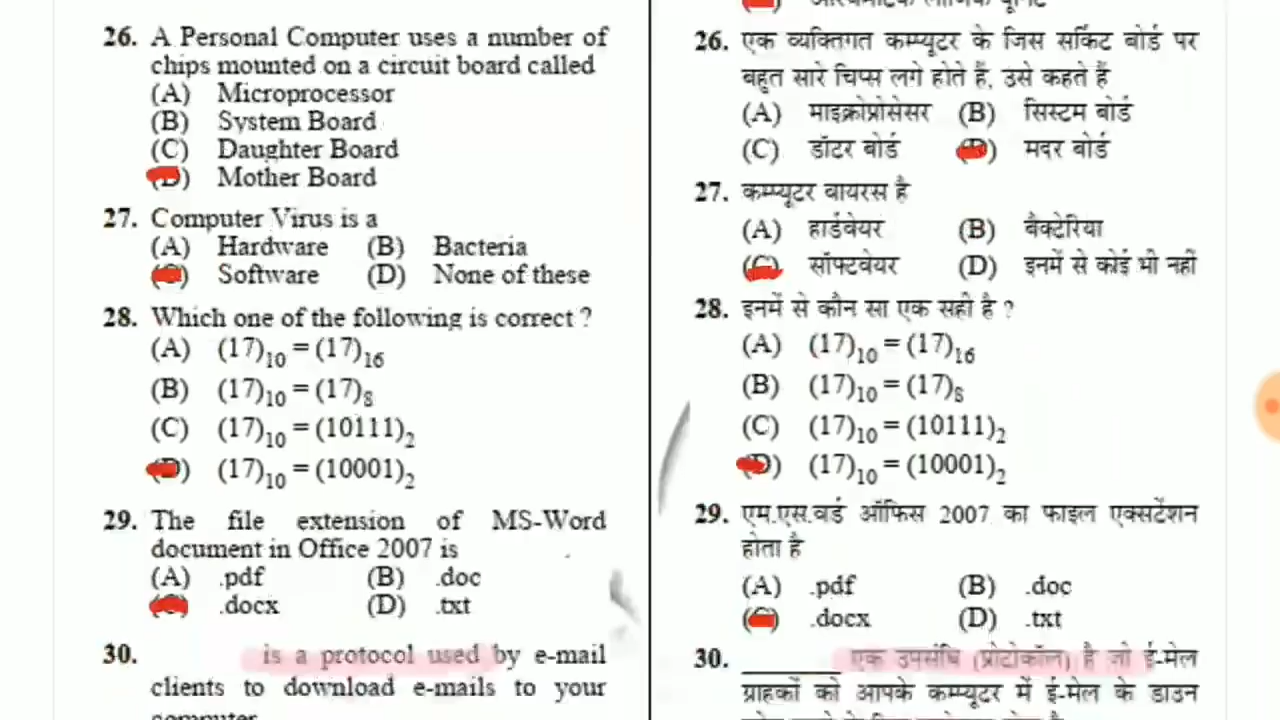 26. A Personal Computer uses a number of
chips mounted on a circuit board called
(A) Microprocessor
(B) System Board
(C) Daughter Board
(D) Mother Board
27. Computer Virus is a
(A) Hardware (B) Bacteria
(C) Software (D) None of these
28. Which one of the following is correct ?
(A) (17)₁₀ = (17)₁₆
(B) (17)₁₀ = (17)₈
(C) (17)₁₀ = (10111)₂
(D) (17)₁₀ = (10001)₂
29. The file extension of MS-Word
document in Office 2007 is
(A) .pdf (B) .doc
(C) .docx (D) .txt
30. is a protocol used by e-mail
clients to download e-mails to your
computer
26. एक व्यक्तिगत कम्प्यूटर के जिस सर्किट बोर्ड पर
बहुत सारे चिप्स लगे होते हैं, उसे कहते हैं
(A) माइक्रोप्रोसेसर (B) सिस्टम बोर्ड
(C) डॉटर बोर्ड (D) मदर बोर्ड
27. कम्प्यूटर वायरस है
(A) हार्डवेयर (B) बैक्टेरिया
(C) सॉफ्टवेयर (D) इनमें से कोई भी नहीं
28. इनमें से कौन सा एक सही है ?
(A) (17)₁₀ = (17)₁₆
(B) (17)₁₀ = (17)₈
(C) (17)₁₀ = (10111)₂
(D) (17)₁₀ = (10001)₂
29. एम.एस.वर्ड ऑफिस 2007 का फाइल एक्सटेंशन
होता है
(A) .pdf (B) .doc
(C) .docx (D) .txt
30. ________ एक उपसंधि (प्रोटोकॉल) है जो ई-मेल
ग्राहकों को आपके कम्प्यूटर में ई-मेल के डाउन